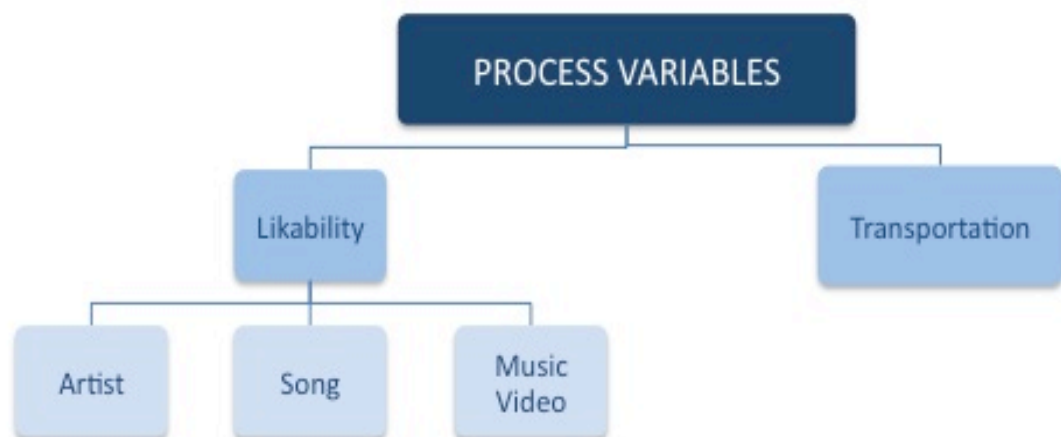 PROCESS VARIABLES
Likability
Transportation
Artist
Song
Music
Video